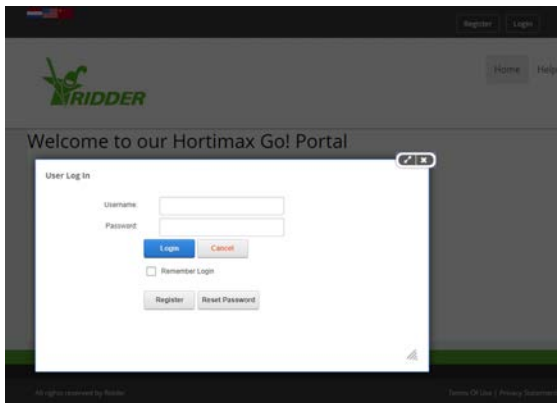 Register Login
RIDDER
Home Help
Welcome to our Hortimax Go! Portal
User Log In
Username:
Password:
Login Cancel
Remember Login
Register Reset Password
All rights reserved by Ridder
Terms Of Use | Privacy Statement